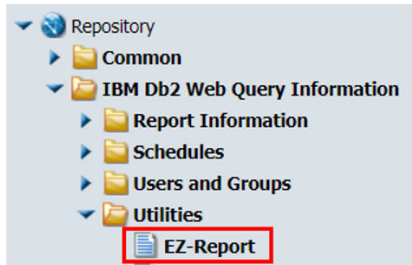 Repository
Common
IBM Db2 Web Query Information
Report Information
Schedules
Users and Groups
Utilities
EZ-Report